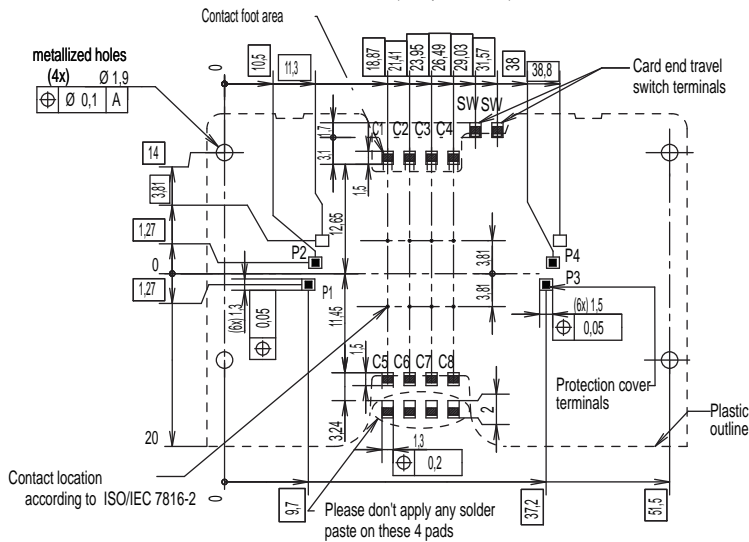 Contact foot area
metallized holes
(4x) Ø 1,9
Ø 0,1 A
0
10,5
11,3
18,87
21,41
23,95
26,49
29,03
31,57
38
38,8
Card end travel
switch terminals
SW SW
C1 C2 C3 C4
1,7
3,1
1,5
12,65
14
3,81
1,27
0
1,27
20
P2
P1
P4
P3
3,81
3,81
(6x) 1,3
0,05
11,45
(6x) 1,5
0,05
1,5
C5 C6 C7 C8
3,24
2
1,3
0,2
Protection cover
terminals
Plastic
outline
Contact location
according to ISO/IEC 7816-2
0
9,7
Please don't apply any solder
paste on these 4 pads
37,2
51,5